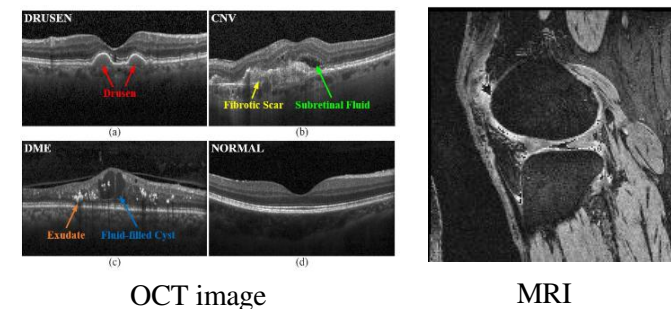 DRUSEN
CNV
Drusen
Fibrotic Scar
Subretinal Fluid
(a)
(b)
DME
NORMAL
Exudate
Fluid-filled Cyst
(c)
(d)
OCT image
MRI